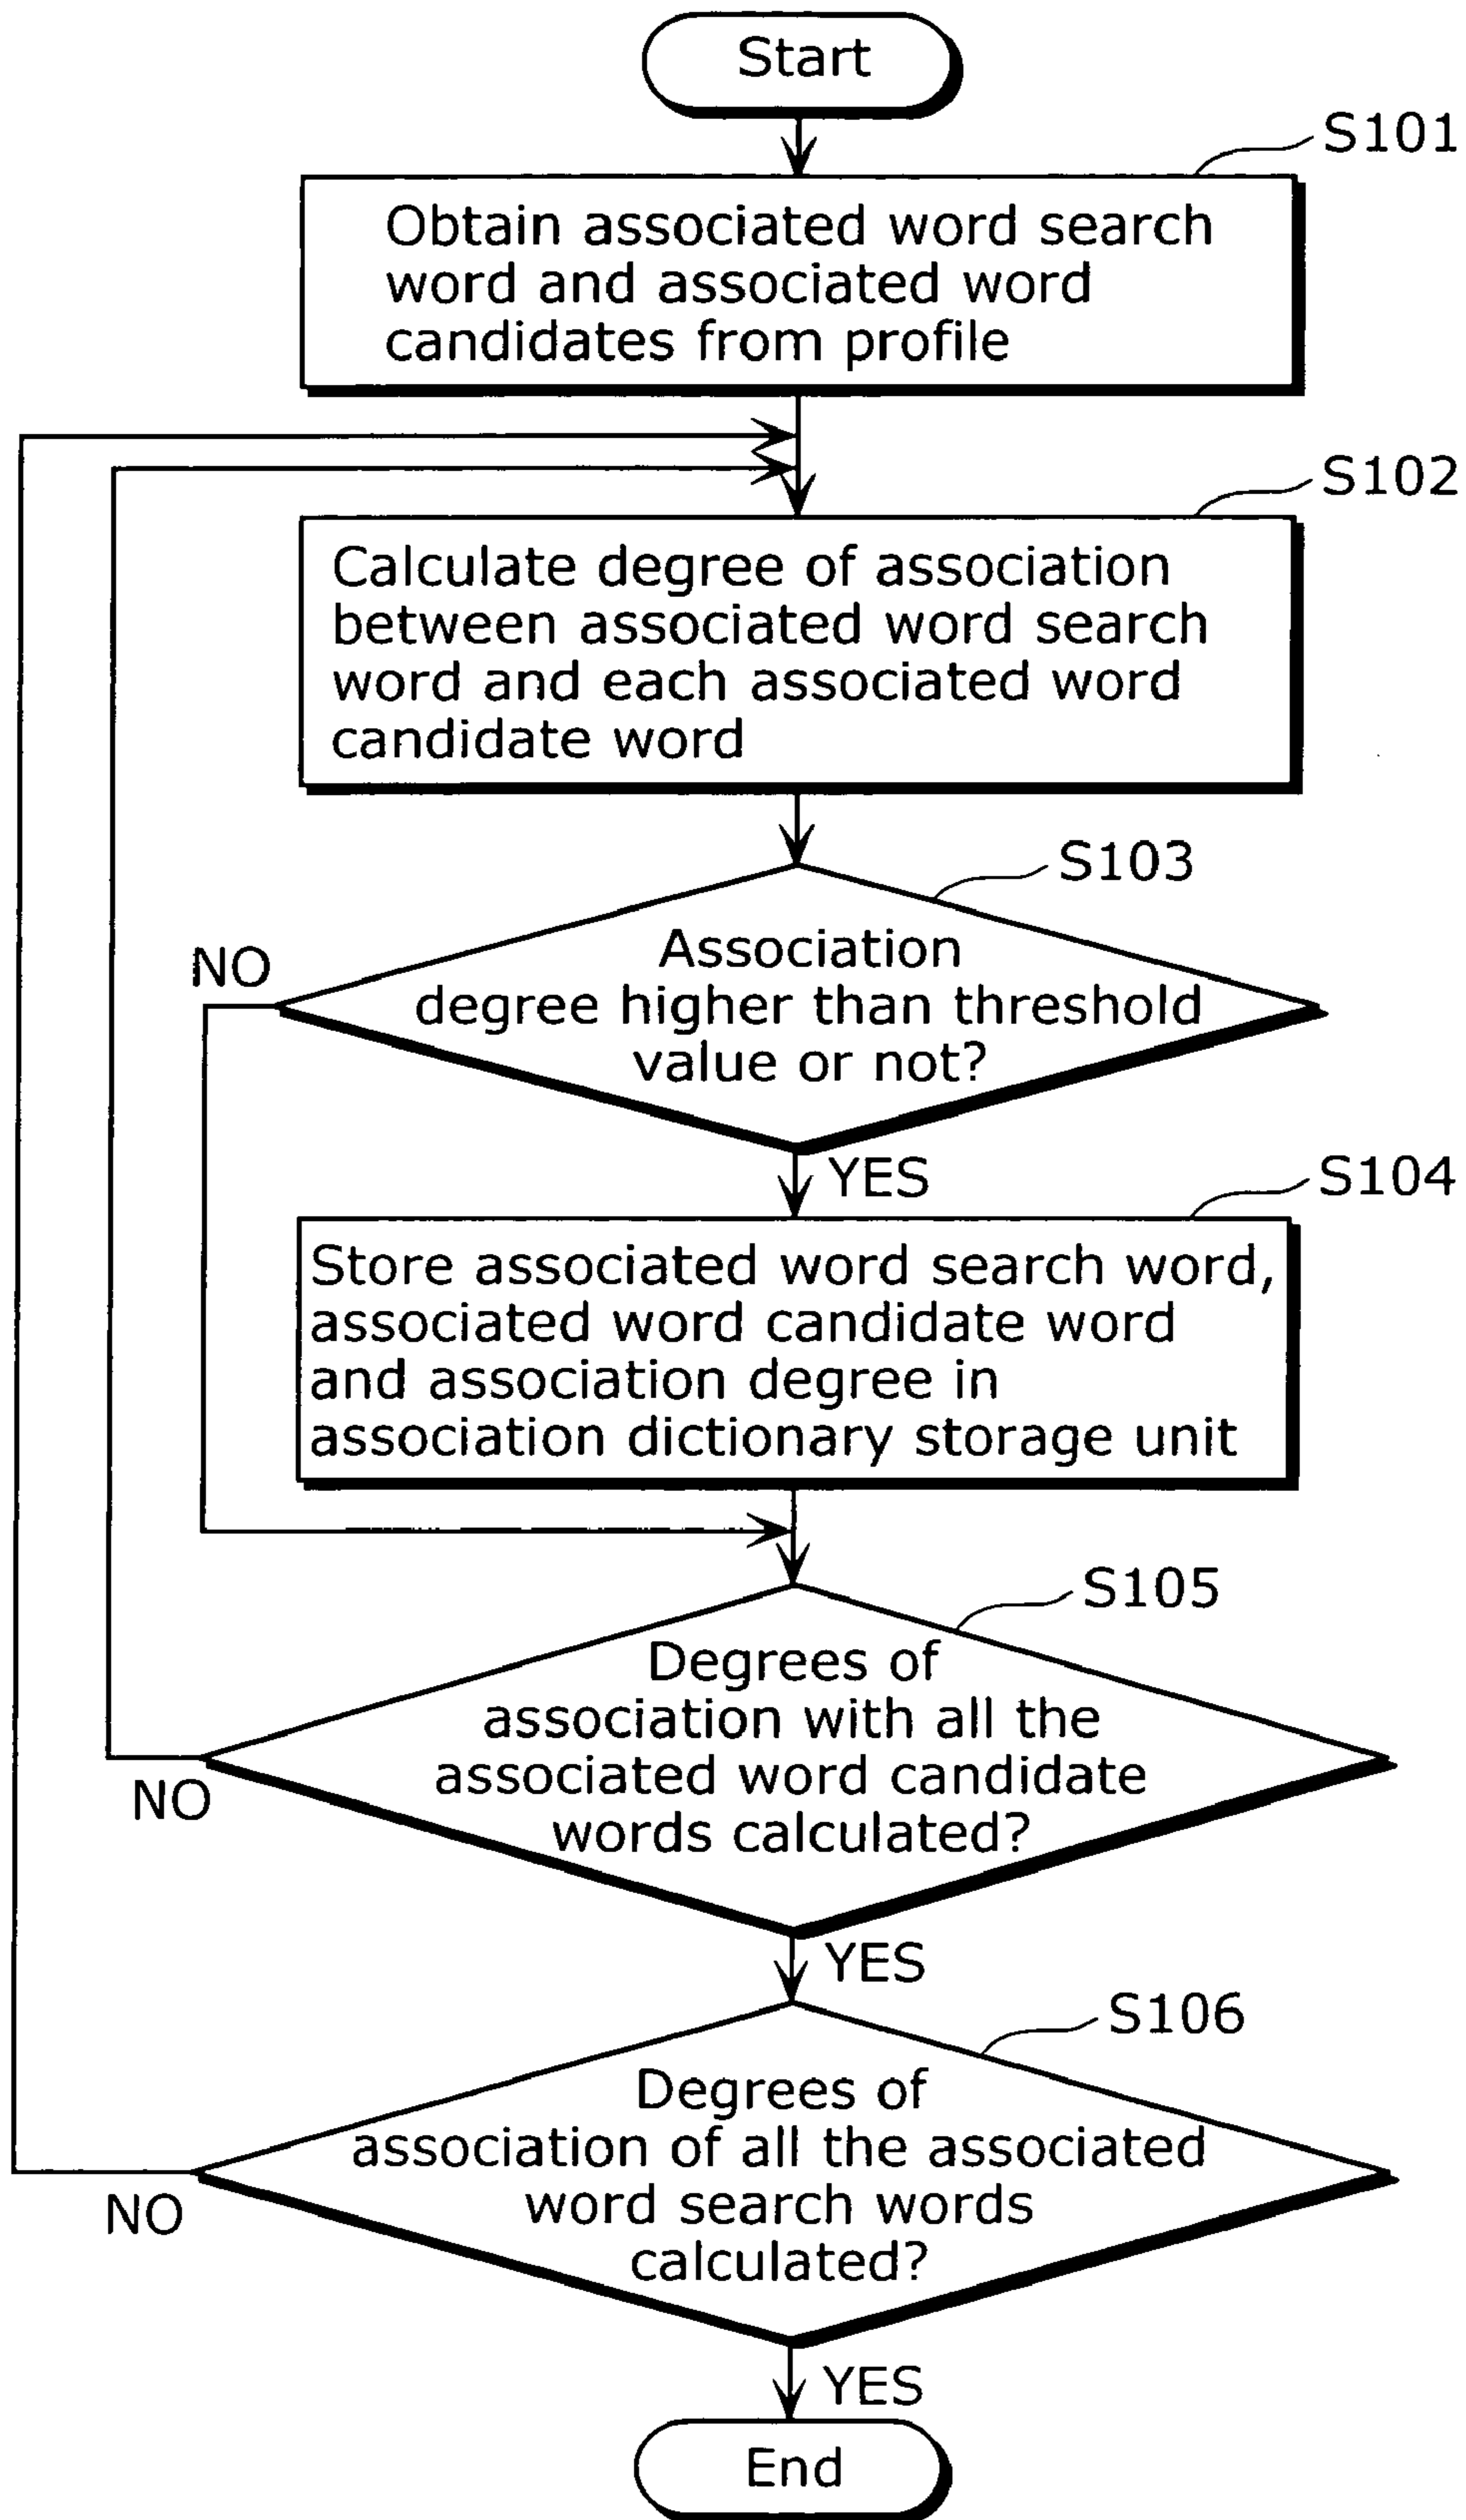 Start
S101
Obtain associated word search
word and associated word
candidates from profile
S102
Calculate degree of association
between associated word search
word and each associated word
candidate word
S103
NO
Association
degree higher than threshold
value or not?
YES
S104
Store associated word search word,
associated word candidate word
and association degree in
association dictionary storage unit
S105
Degrees of
association with all the
associated word candidate
words calculated?
NO
YES
S106
Degrees of
association of all the associated
word search words
calculated?
NO
YES
End